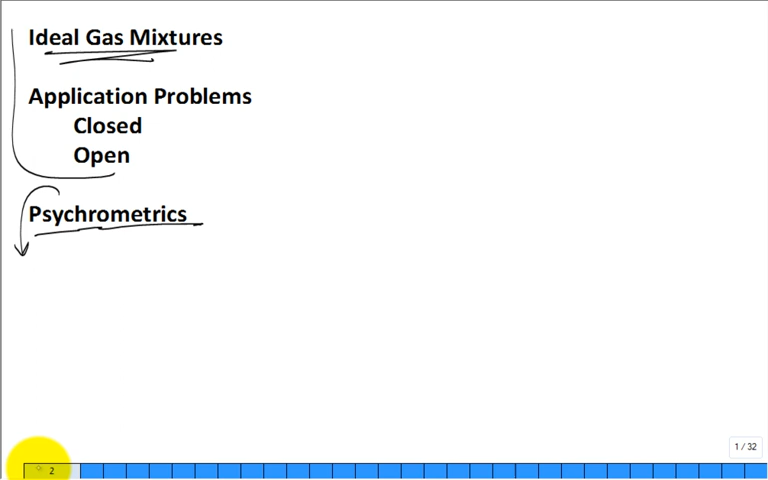 Ideal Gas Mixtures
Application Problems
Closed
Open
Psychrometrics
1 / 32
2